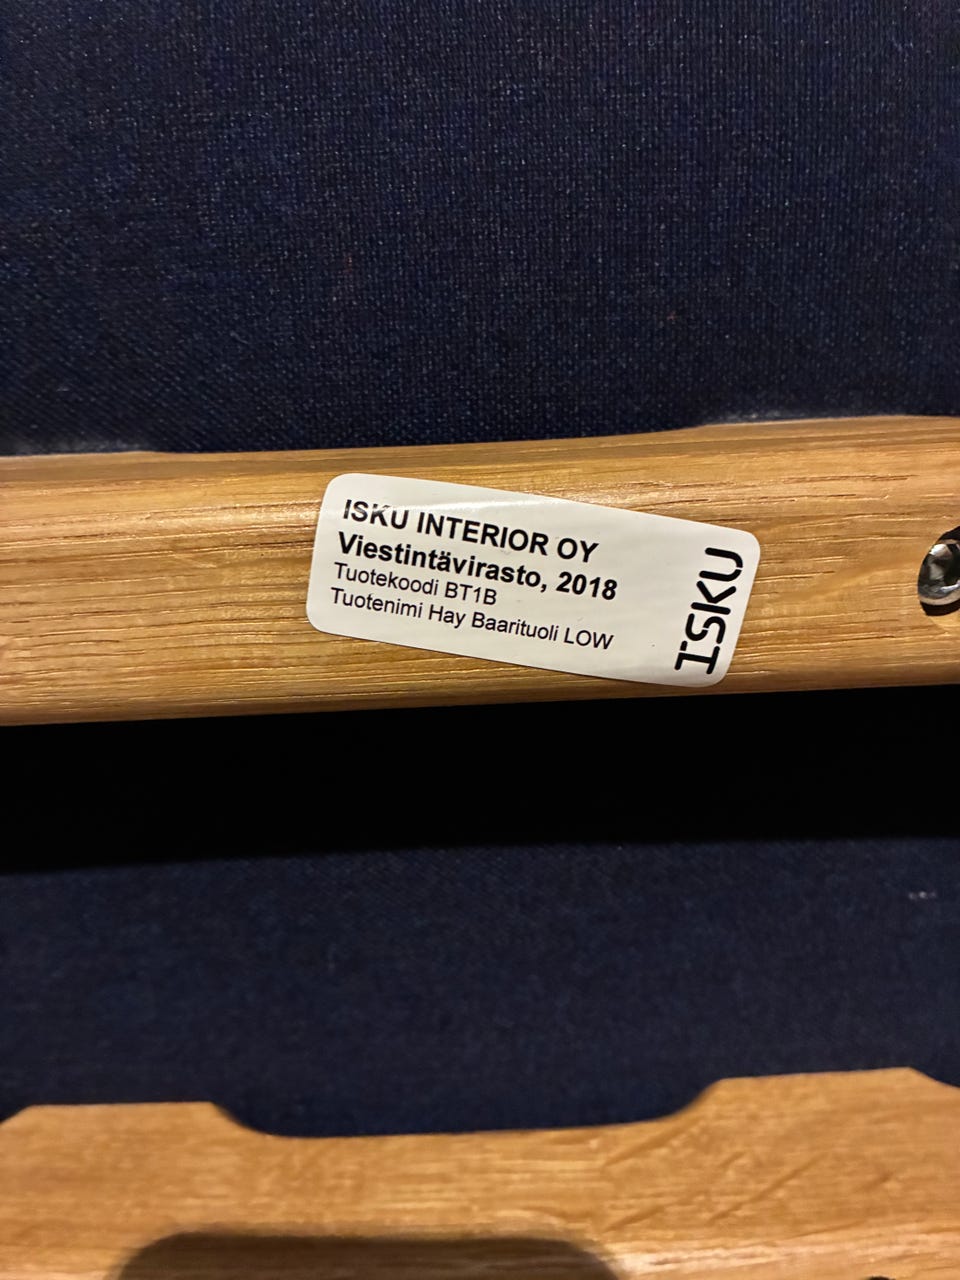 ISKU INTERIOR OY
Viestintävirasto, 2018
Tuotekoodi BT1B
Tuotenimi Hay Baarituoli LOW
ISKU